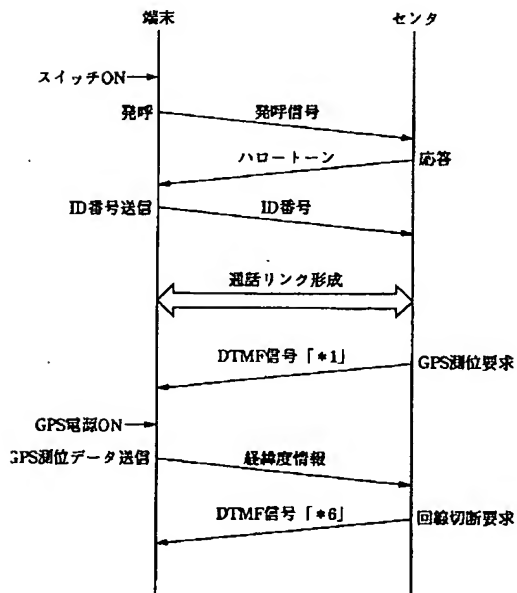 端末 センタ
スイッチON
発呼 発呼信号
ハロートーン 応答
ID番号送信 ID番号
通話リンク形成
DTMF信号「*1」 GPS測位要求
GPS電源ON
GPS測位データ送信 経緯度情報
DTMF信号「*6」 回線切断要求